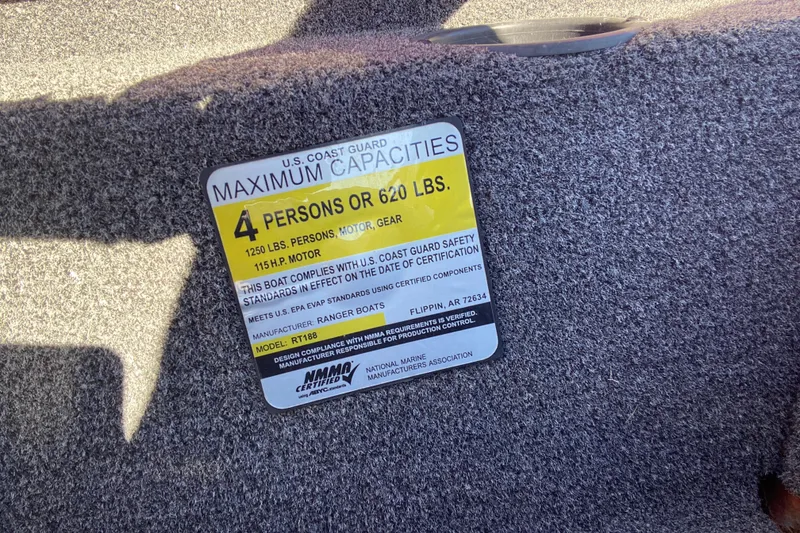 U.S. COAST GUARD
MAXIMUM CAPACITIES
4 PERSONS OR 620 LBS.
1250 LBS. PERSONS, MOTOR, GEAR
115 H.P. MOTOR
THIS BOAT COMPLIES WITH U.S. COAST GUARD SAFETY
STANDARDS IN EFFECT ON THE DATE OF CERTIFICATION
MEETS U.S. EPA EVAP STANDARDS USING CERTIFIED COMPONENTS
MANUFACTURER: RANGER BOATS FLIPPIN, AR 72634
MODEL: RT188
DESIGN COMPLIANCE WITH NMMA REQUIREMENTS IS VERIFIED.
MANUFACTURER RESPONSIBLE FOR PRODUCTION CONTROL.
NMMA
CERTIFIED
using ABYC standards
NATIONAL MARINE
MANUFACTURERS ASSOCIATION